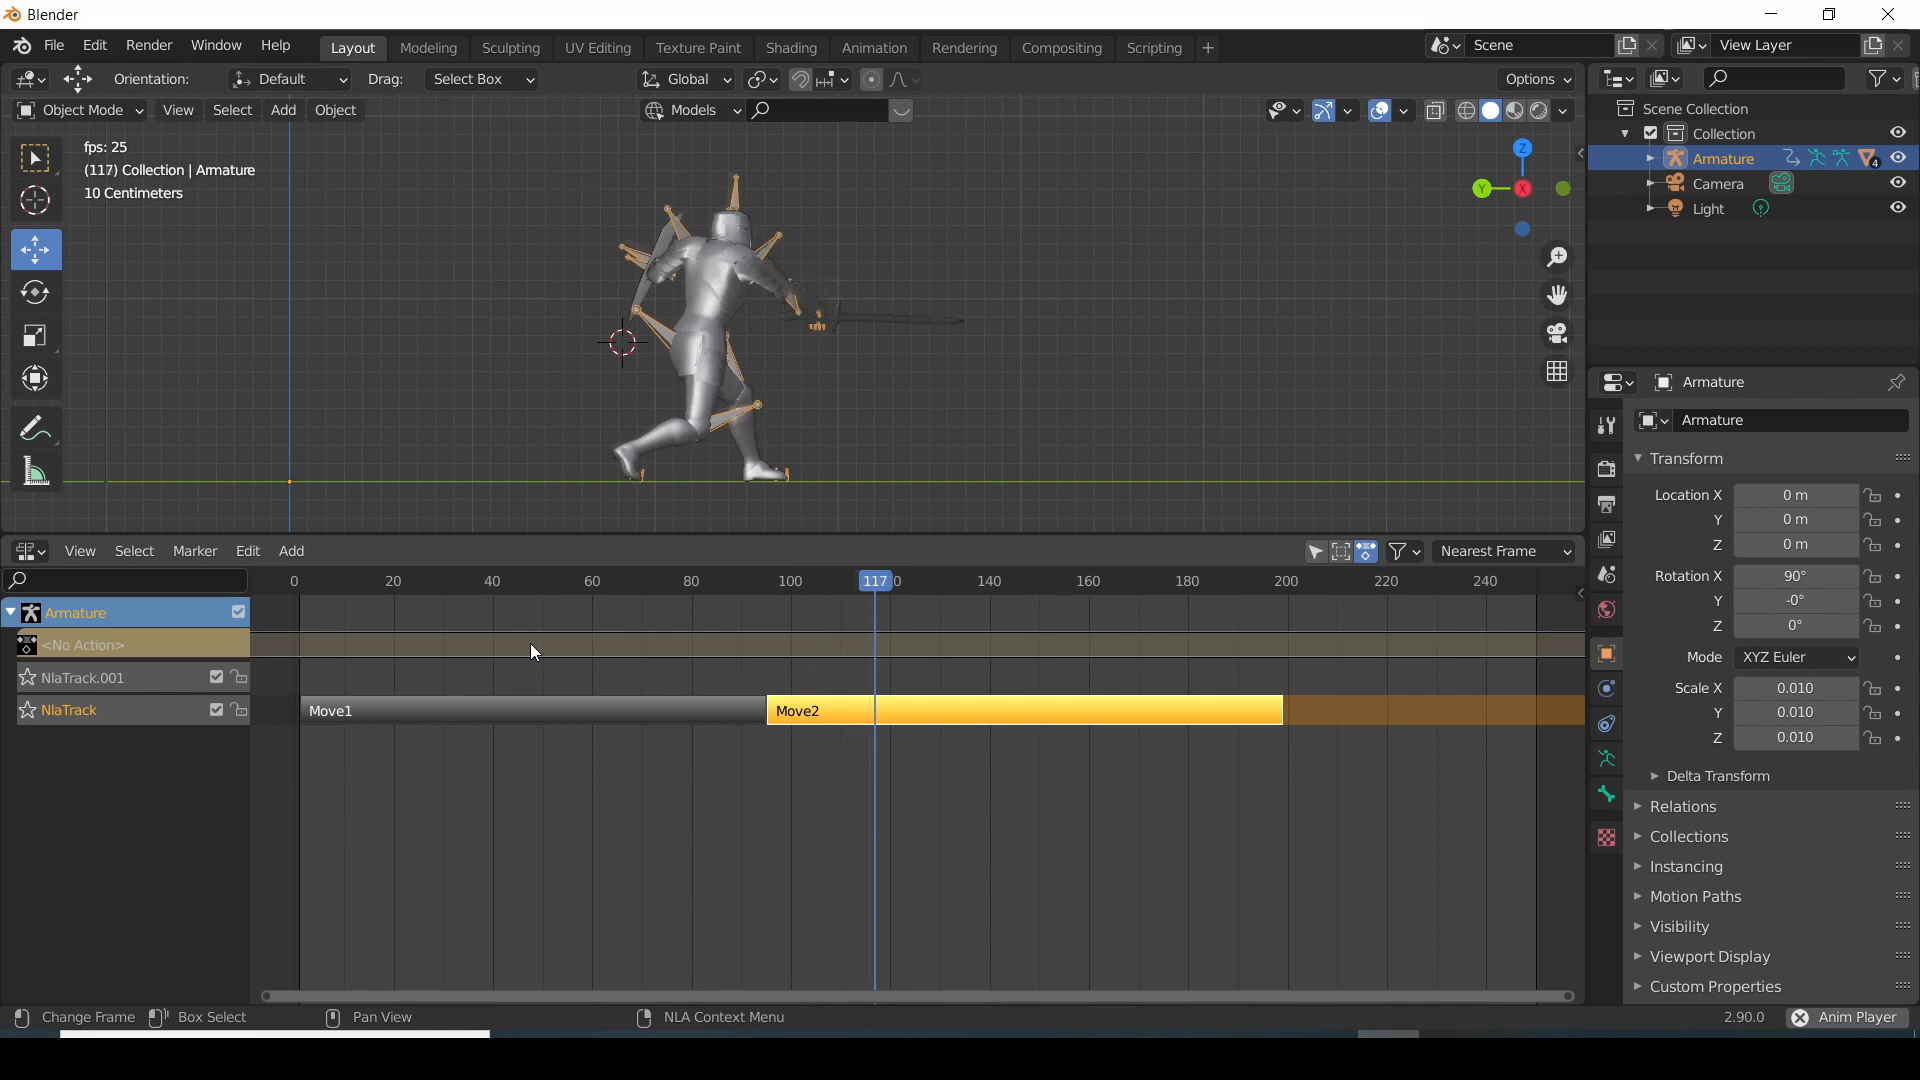 Blender
File Edit Render Window Help Layout Modeling Sculpting UV Editing Texture Paint Shading Animation Rendering Compositing Scripting + Scene View Layer
Orientation: Default Drag: Select Box Global Options
Object Mode View Select Add Object Models
Scene Collection
Collection
Armature 4
Camera
Light
fps: 25
(117) Collection | Armature
10 Centimeters
Z
Y X
Armature
Armature
Transform
Location X 0 m
Y 0 m
Z 0 m
Rotation X 90°
Y -0°
Z 0°
Mode XYZ Euler
Scale X 0.010
Y 0.010
Z 0.010
Delta Transform
Relations
Collections
Instancing
Motion Paths
Visibility
Viewport Display
Custom Properties
View Select Marker Edit Add Nearest Frame
0 20 40 60 80 100 117 0 140 160 180 200 220 240
Armature
<No Action>
NlaTrack.001
NlaTrack Move1 Move2
Change Frame Box Select Pan View NLA Context Menu 2.90.0 Anim Player